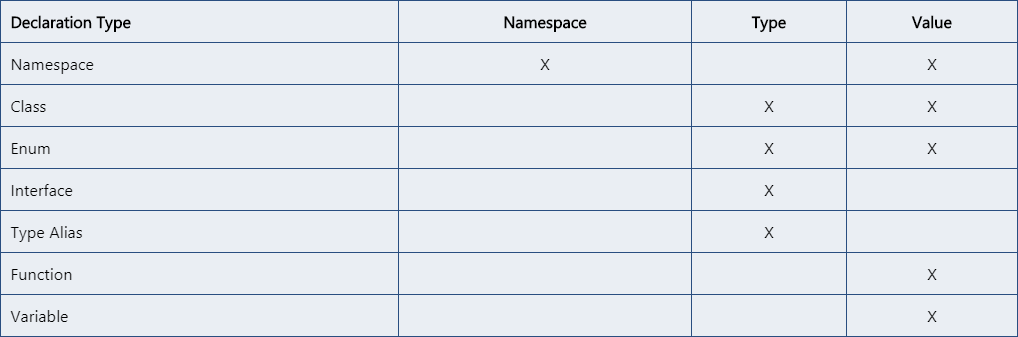 Declaration Type Namespace Type Value
Namespace X X
Class X X
Enum X X
Interface X
Type Alias X
Function X
Variable X